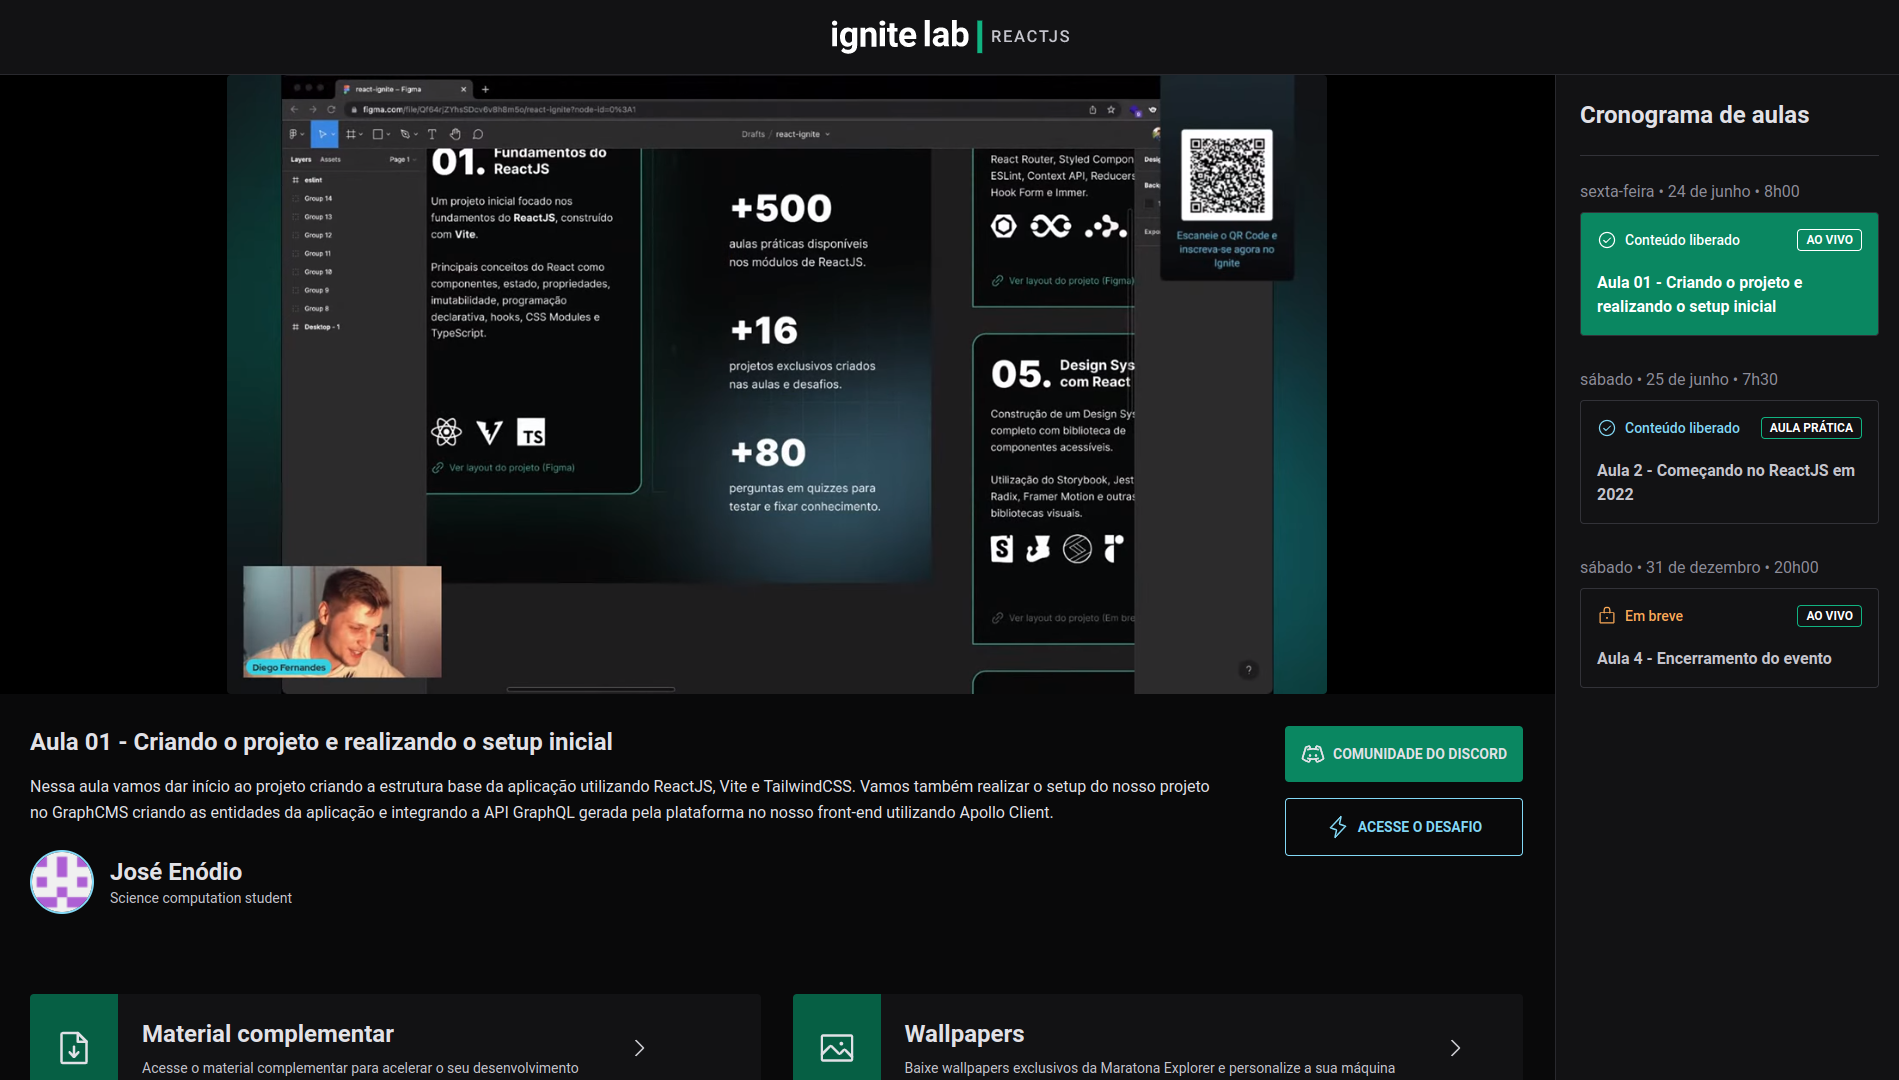 ignite lab REACTJS
react-ignite – Figma
Drafts / react-ignite
Layers Assets Page 1
eslint
Group 14
Group 13
Group 12
Group 11
Group 10
Group 9
Group 8
Desktop - 1
01. Fundamentos do
ReactJS
Um projeto inicial focado nos
fundamentos do ReactJS, construído
com Vite.
Principais conceitos do React como
componentes, estado, propriedades,
imutabilidade, programação
declarativa, hooks, CSS Modules e
TypeScript.
TS
Ver layout do projeto (Figma)
+500
aulas práticas disponíveis
nos módulos de ReactJS.
+16
projetos exclusivos criados
nas aulas e desafios.
+80
perguntas em quizzes para
testar e fixar conhecimento.
React Router, Styled Compon
ESLint, Context API, Reducers
Hook Form e Immer.
Ver layout do projeto (Figma)
05. Design Sys
com React
Construção de um Design Sys
completo com biblioteca de
componentes acessíveis.
Utilização do Storybook, Jest
Radix, Framer Motion e outras
bibliotecas visuais.
Ver layout do projeto (Em bre
Desig
Back
Expo
Escaneie o QR Code e
inscreva-se agora no
Ignite
?
Diego Fernandes
Aula 01 - Criando o projeto e realizando o setup inicial
Nessa aula vamos dar início ao projeto criando a estrutura base da aplicação utilizando ReactJS, Vite e TailwindCSS. Vamos também realizar o setup do nosso projeto
no GraphCMS criando as entidades da aplicação e integrando a API GraphQL gerada pela plataforma no nosso front-end utilizando Apollo Client.
José Enódio
Science computation student
COMUNIDADE DO DISCORD
ACESSE O DESAFIO
Material complementar
Acesse o material complementar para acelerar o seu desenvolvimento
Wallpapers
Baixe wallpapers exclusivos da Maratona Explorer e personalize a sua máquina
Cronograma de aulas
sexta-feira • 24 de junho • 8h00
Conteúdo liberado AO VIVO
Aula 01 - Criando o projeto e
realizando o setup inicial
sábado • 25 de junho • 7h30
Conteúdo liberado AULA PRÁTICA
Aula 2 - Começando no ReactJS em
2022
sábado • 31 de dezembro • 20h00
Em breve AO VIVO
Aula 4 - Encerramento do evento